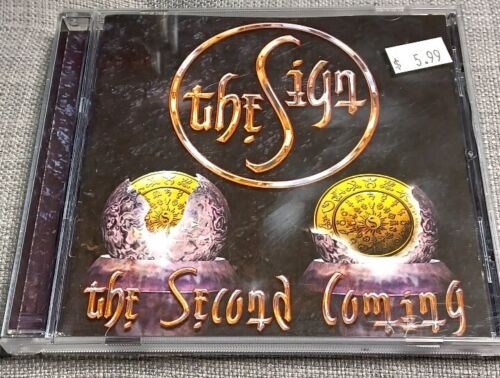 $ 5.99
the Sign
the Second Coming